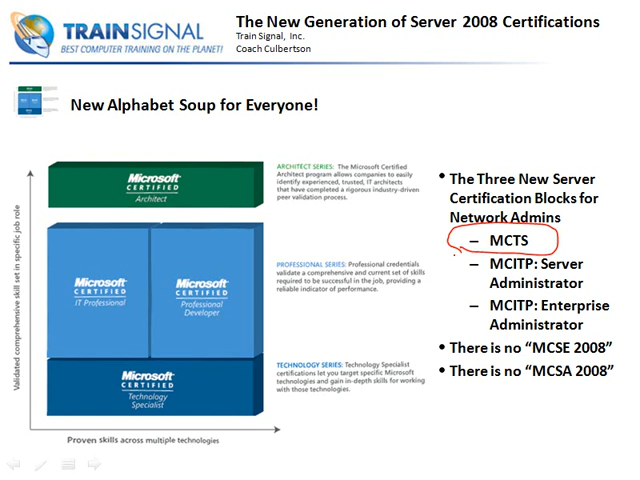 TRAINSIGNAL
BEST COMPUTER TRAINING ON THE PLANET!
The New Generation of Server 2008 Certifications
Train Signal, Inc.
Coach Culbertson
New Alphabet Soup for Everyone!
Validated comprehensive skill set in specific job role
Microsoft
CERTIFIED
Architect
ARCHITECT SERIES: The Microsoft Certified
Architect program allows companies to easily
identify experienced, trusted, IT architects
that have completed a rigorous industry-driven
peer validation process.
Microsoft
CERTIFIED
IT Professional
Microsoft
CERTIFIED
Professional
Developer
PROFESSIONAL SERIES: Professional credentials
validate a comprehensive and current set of skills
required to be successful in the job, providing a
reliable indicator of performance.
Microsoft
CERTIFIED
Technology
Specialist
TECHNOLOGY SERIES: Technology Specialist
certifications let you target specific Microsoft
technologies and gain in-depth skills for working
with those technologies.
Proven skills across multiple technologies
• The Three New Server
Certification Blocks for
Network Admins
– MCTS
– MCITP: Server
Administrator
– MCITP: Enterprise
Administrator
• There is no “MCSE 2008”
• There is no “MCSA 2008”